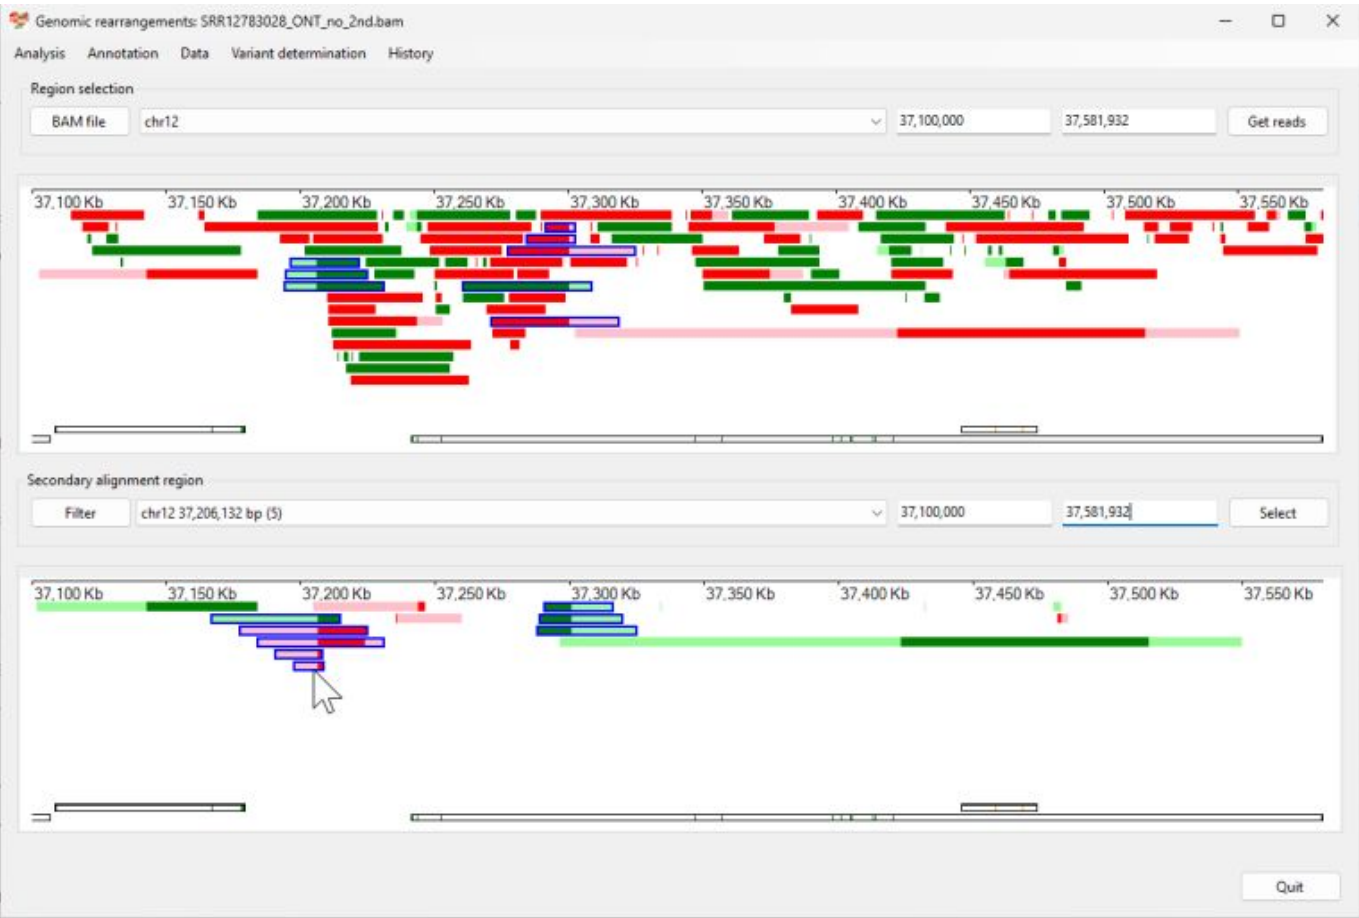 Genomic rearrangements: SRR12783028_ONT_no_2nd.bam
Analysis Annotation Data Variant determination History
Region selection
BAM file chr12 37,100,000 37,581,932 Get reads
37,100 Kb 37,150 Kb 37,200 Kb 37,250 Kb 37,300 Kb 37,350 Kb 37,400 Kb 37,450 Kb 37,500 Kb 37,550 Kb
Secondary alignment region
Filter chr12 37,206,132 bp (5) 37,100,000 37,581,932 Select
37,100 Kb 37,150 Kb 37,200 Kb 37,250 Kb 37,300 Kb 37,350 Kb 37,400 Kb 37,450 Kb 37,500 Kb 37,550 Kb
Quit